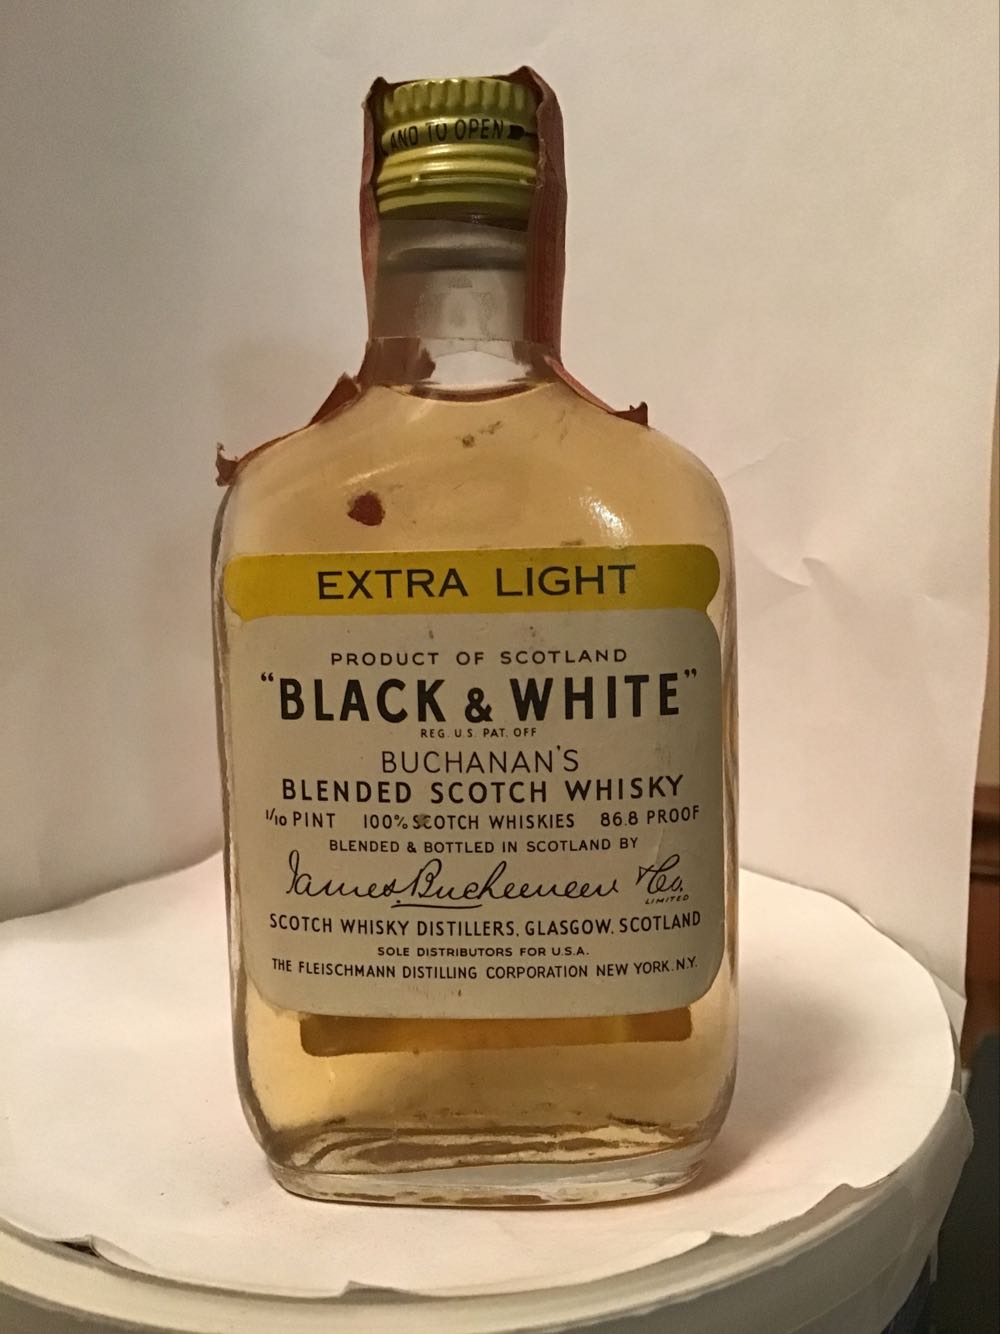 AND TO OPEN
EXTRA LIGHT
PRODUCT OF SCOTLAND
"BLACK & WHITE"
REG. U.S. PAT. OFF
BUCHANAN'S
BLENDED SCOTCH WHISKY
1/10 PINT 100% SCOTCH WHISKIES 86.8 PROOF
BLENDED & BOTTLED IN SCOTLAND BY
James Buchanan & Co.
LIMITED
SCOTCH WHISKY DISTILLERS, GLASGOW, SCOTLAND
SOLE DISTRIBUTORS FOR U.S.A.
THE FLEISCHMANN DISTILLING CORPORATION NEW YORK. N.Y.